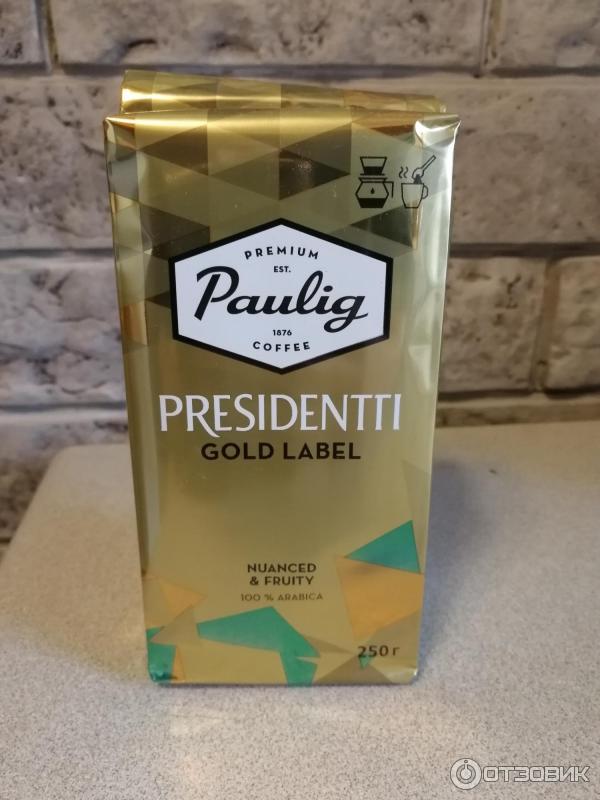 PREMIUM
EST.
Paulig
1876
COFFEE
PRESIDENTTI
GOLD LABEL
NUANCED
& FRUITY
100 % ARABICA
250 г
ОТЗОВИК